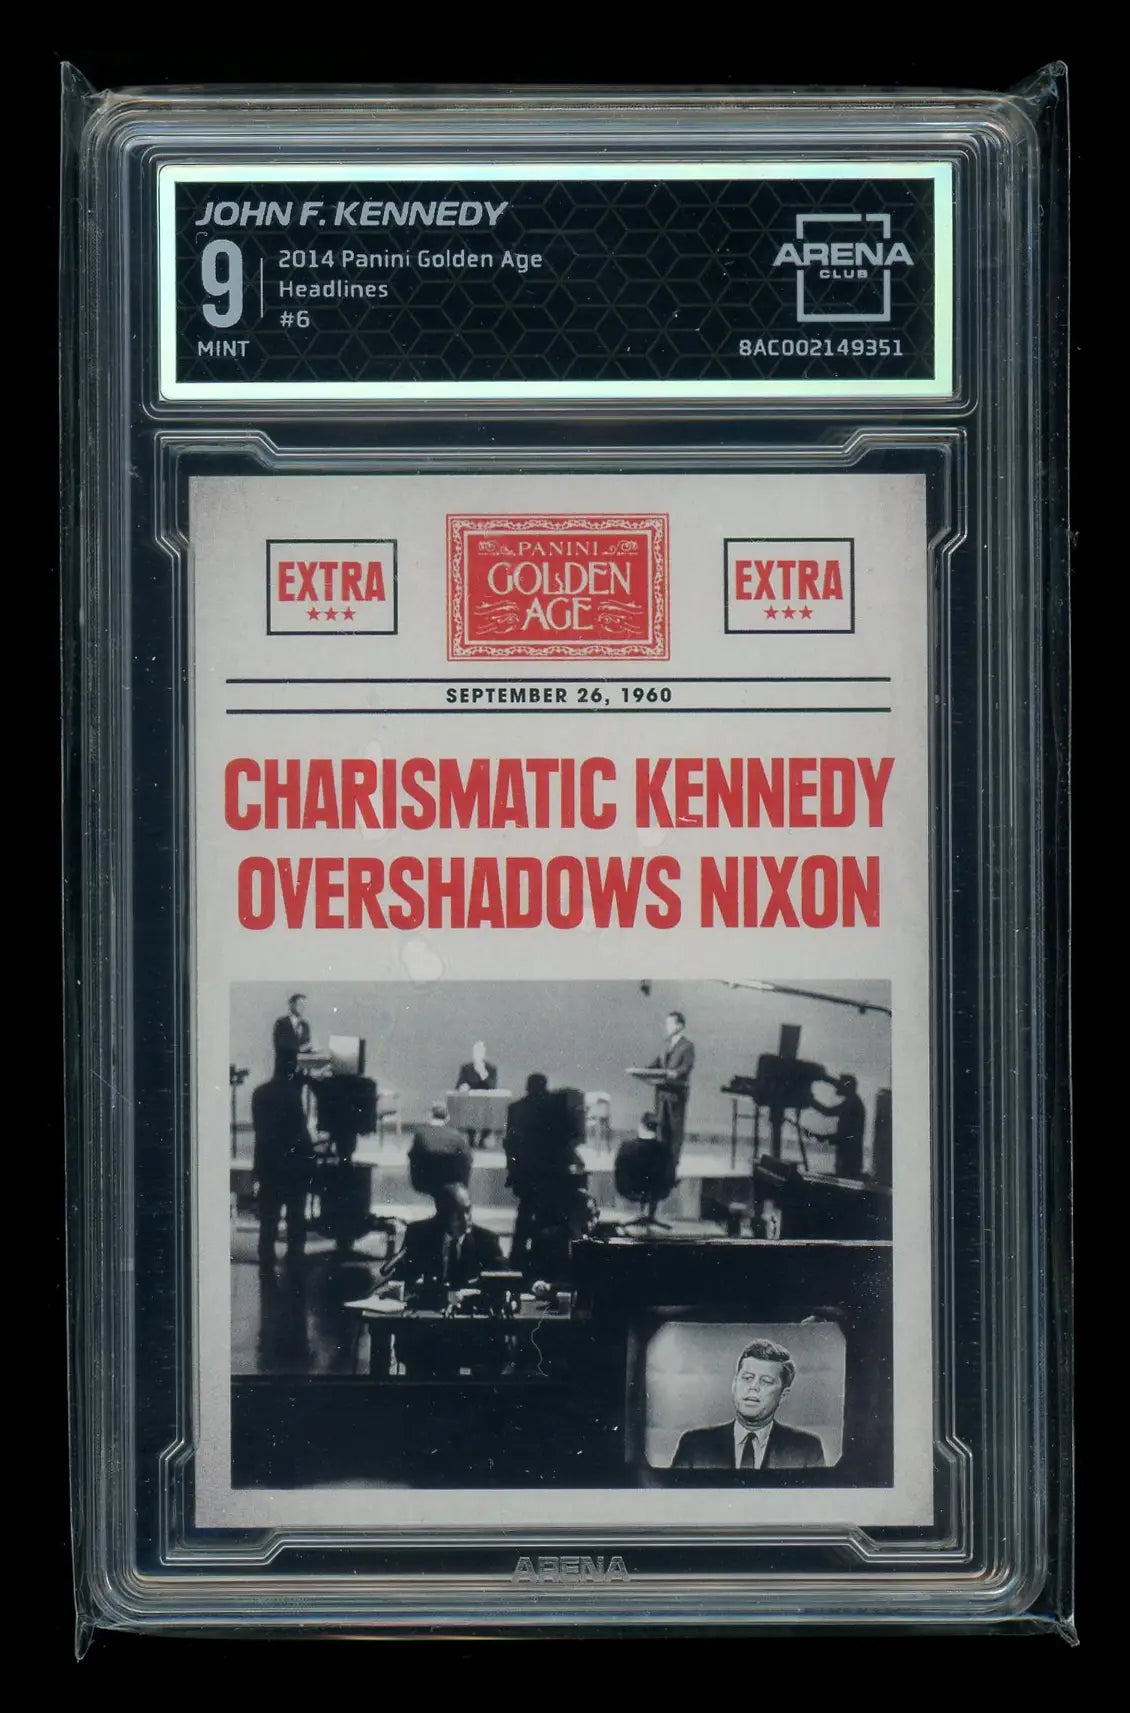 JOHN F. KENNEDY
9
MINT
2014 Panini Golden Age
Headlines
#6
ARENA
CLUB
8AC002149351
EXTRA
PANINI
GOLDEN
AGE
EXTRA
SEPTEMBER 26, 1960
CHARISMATIC KENNEDY
OVERSHADOWS NIXON
ARENA